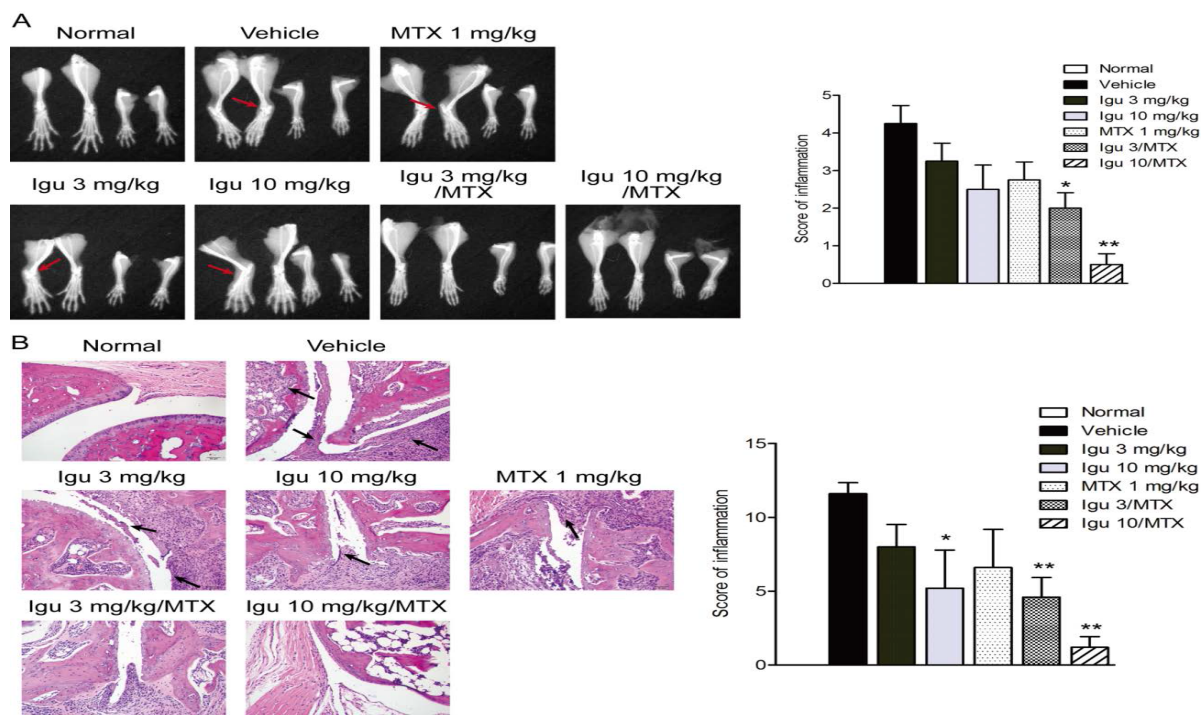 A
Normal
Vehicle
MTX 1 mg/kg
Igu 3 mg/kg
Igu 10 mg/kg
Igu 3 mg/kg
/MTX
Igu 10 mg/kg
/MTX
Score of inflammation
5
4
3
2
1
0
*
**
Normal
Vehicle
Igu 3 mg/kg
Igu 10 mg/kg
MTX 1 mg/kg
Igu 3/MTX
Igu 10/MTX
B
Normal
Vehicle
Igu 3 mg/kg
Igu 10 mg/kg
MTX 1 mg/kg
Igu 3 mg/kg/MTX
Igu 10 mg/kg/MTX
Score of inflammation
15
10
5
0
*
**
**
Normal
Vehicle
Igu 3 mg/kg
Igu 10 mg/kg
MTX 1 mg/kg
Igu 3/MTX
Igu 10/MTX